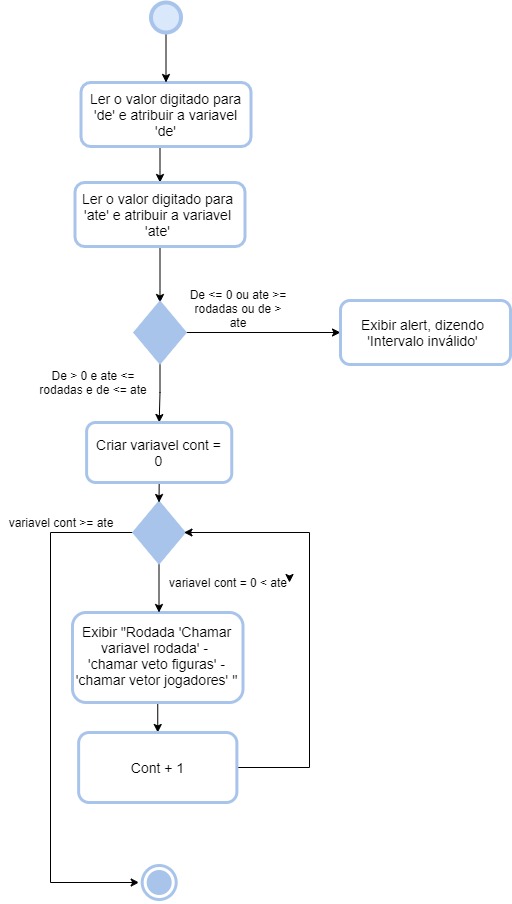 Ler o valor digitado para
'de' e atribuir a variavel
'de'
Ler o valor digitado para
'ate' e atribuir a variavel
'ate'
De <= 0 ou ate >=
rodadas ou de >
ate
Exibir alert, dizendo
'Intervalo inválido'
De > 0 e ate <=
rodadas e de <= ate
Criar variavel cont =
0
variavel cont >= ate
variavel cont = 0 < ate
Exibir "Rodada 'Chamar
variavel rodada' -
'chamar veto figuras' -
'chamar vetor jogadores' "
Cont + 1